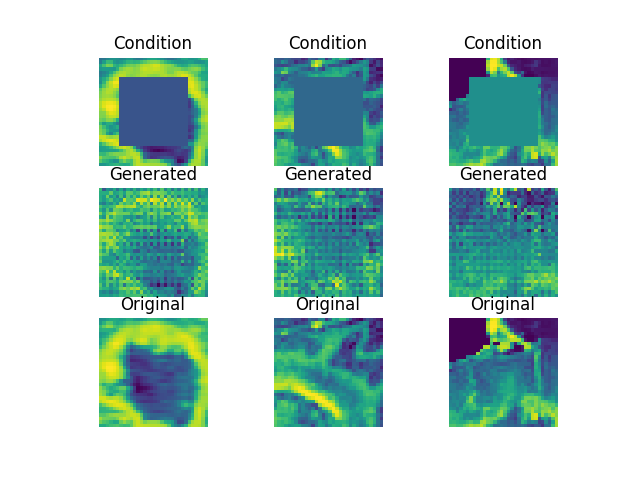 Condition Condition Condition
Generated Generated Generated
Original Original Original